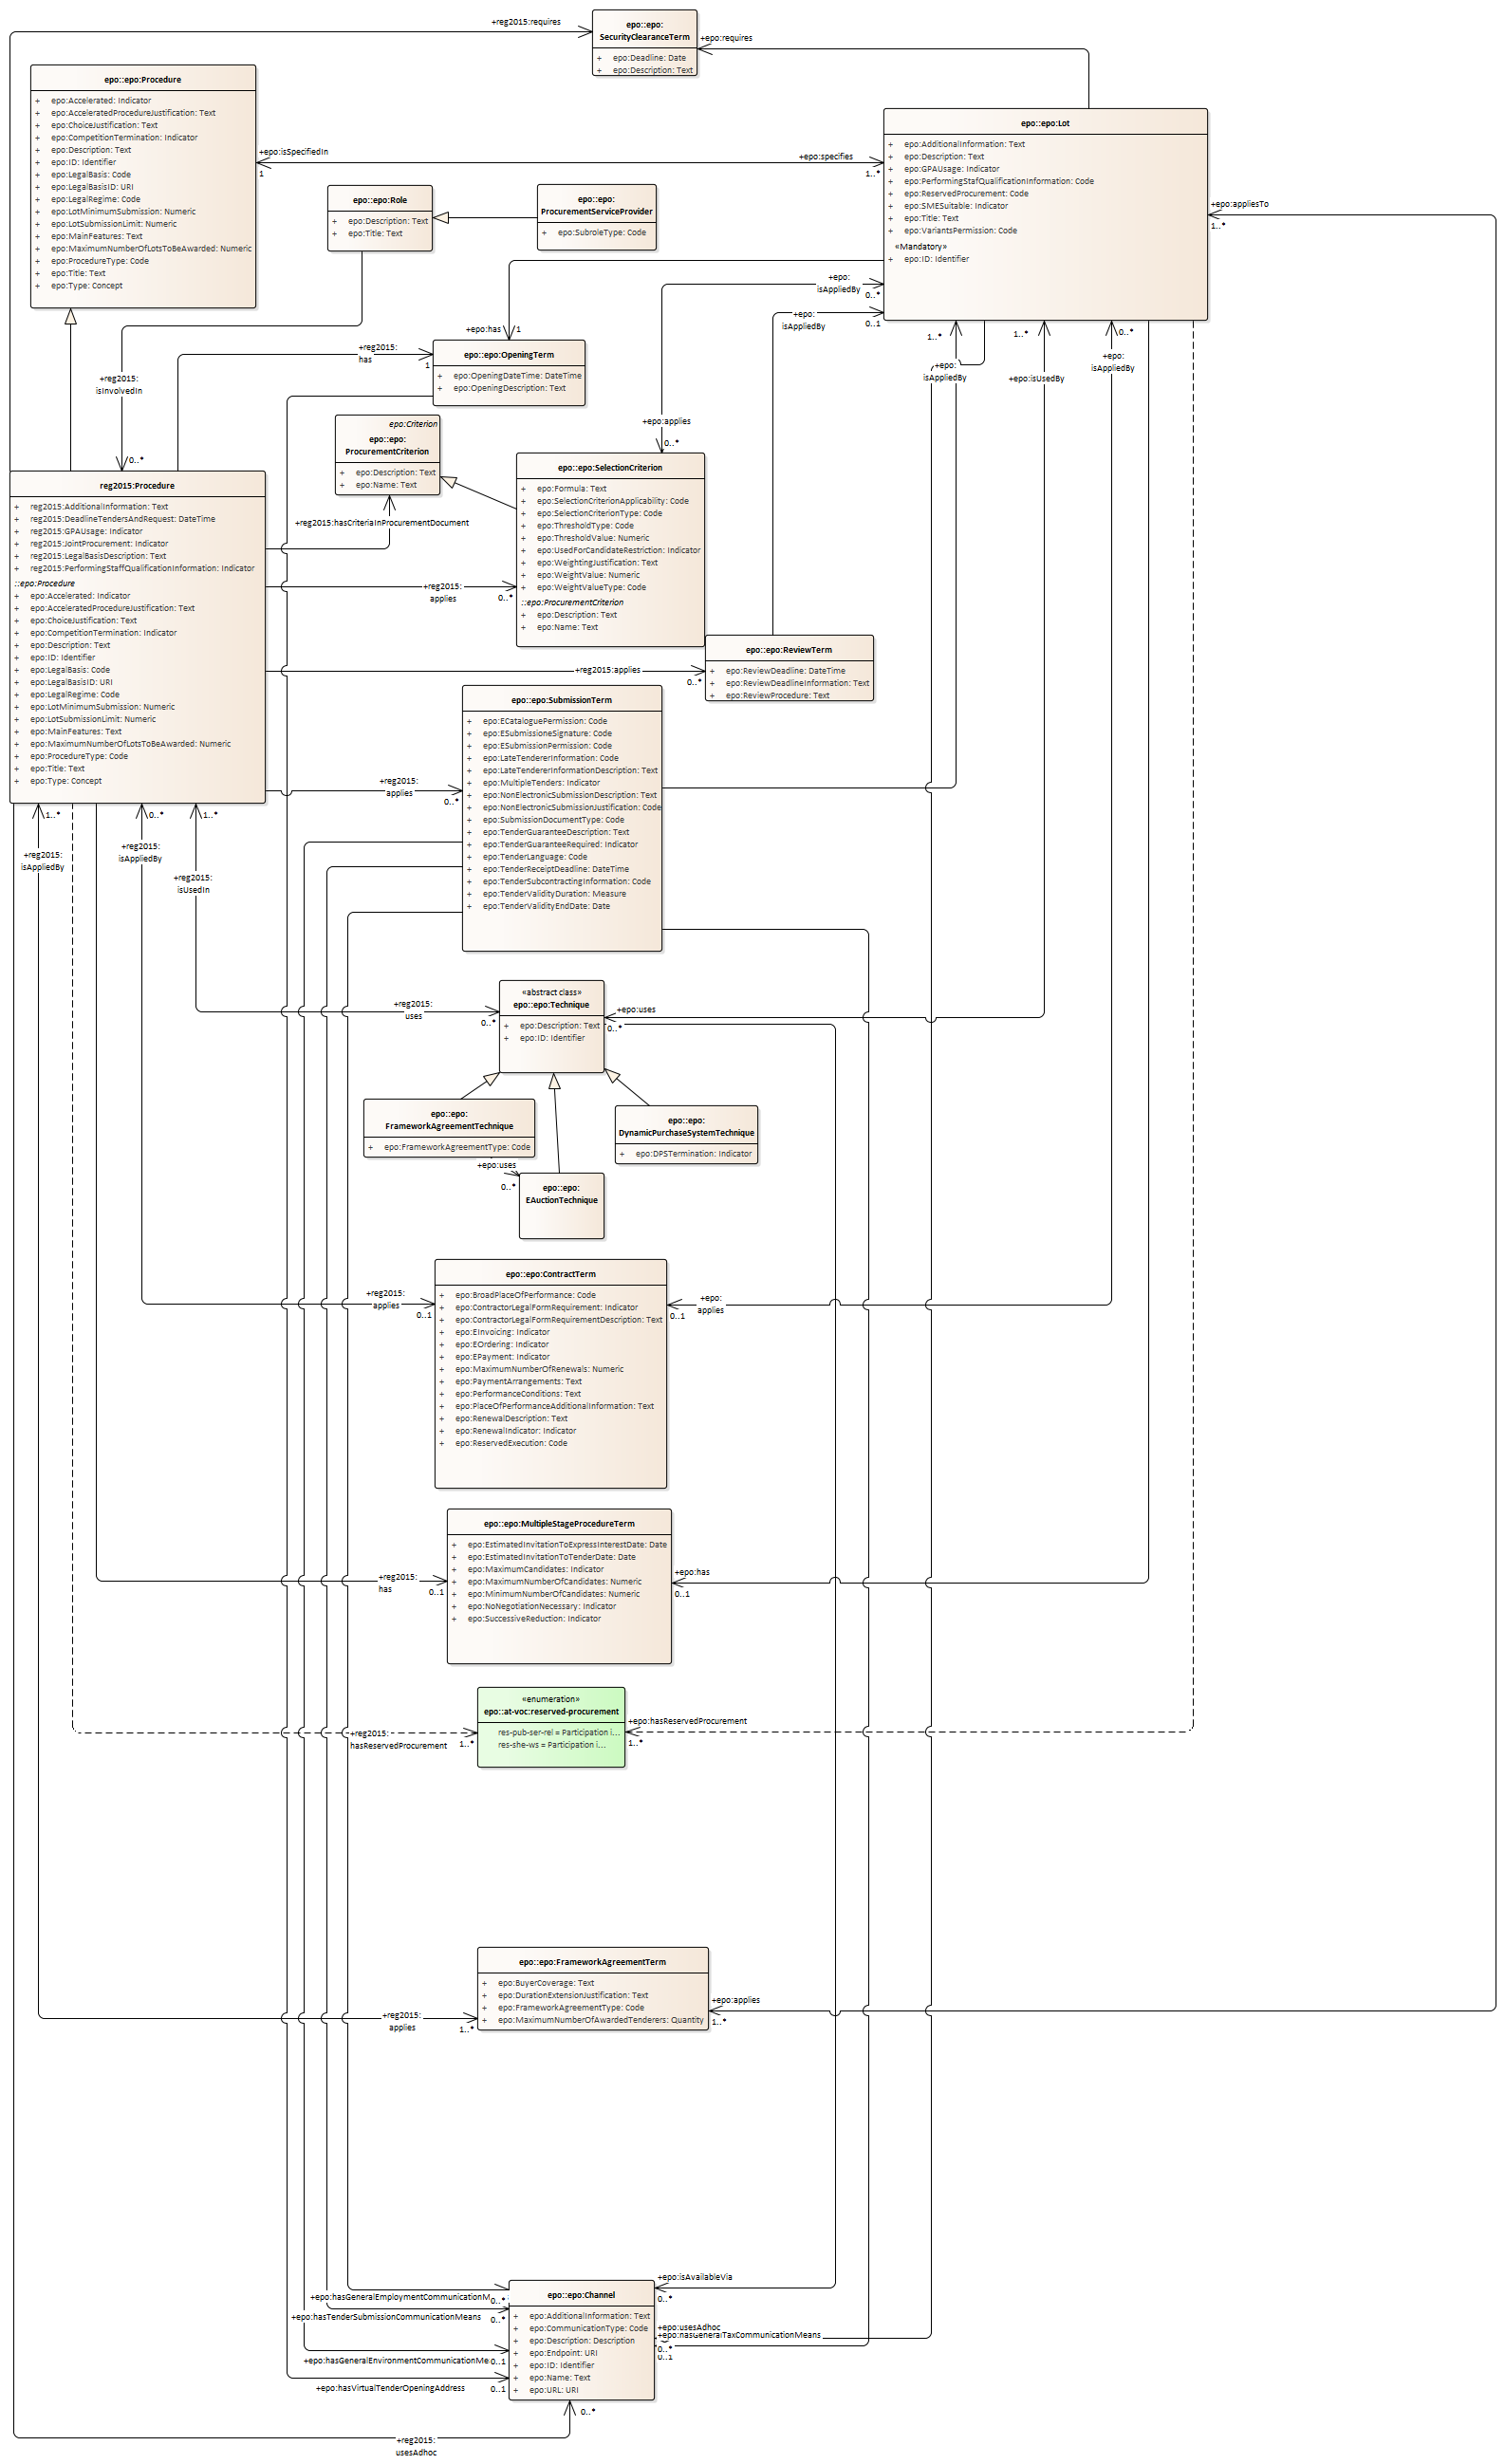 +reg2015:requires
epo::epo:
SecurityClearanceTerm
+ epo:Deadline: Date
+ epo:Description: Text
+epo:requires
epo::epo:Procedure
+ epo:Accelerated: Indicator
+ epo:AcceleratedProcedureJustification: Text
+ epo:ChoiceJustification: Text
+ epo:CompetitionTermination: Indicator
+ epo:Description: Text
+ epo:ID: Identifier
+ epo:LegalBasis: Code
+ epo:LegalBasisID: URI
+ epo:LegalRegime: Code
+ epo:LotMinimumSubmission: Numeric
+ epo:LotSubmissionLimit: Numeric
+ epo:MainFeatures: Text
+ epo:MaximumNumberOfLotsToBeAwarded: Numeric
+ epo:ProcedureType: Code
+ epo:Title: Text
+ epo:Type: Concept
+epo:isSpecifiedIn
1
+epo:specifies
1..*
epo::epo:Lot
+ epo:AdditionalInformation: Text
+ epo:Description: Text
+ epo:GPAUsage: Indicator
+ epo:PerformingStafQualificationInformation: Code
+ epo:ReservedProcurement: Code
+ epo:SMESuitable: Indicator
+ epo:Title: Text
+ epo:VariantsPermission: Code
«Mandatory»
+ epo:ID: Identifier
+epo:appliesTo
1..*
epo::epo:Role
+ epo:Description: Text
+ epo:Title: Text
epo::epo:
ProcurementServiceProvider
+ epo:SubroleType: Code
+epo:
isAppliedBy
0..*
+epo:
isAppliedBy
0..1
+epo:has
1
+reg2015:
has
1
+reg2015:
isInvolvedIn
0..*
epo::epo:OpeningTerm
+ epo:OpeningDateTime: DateTime
+ epo:OpeningDescription: Text
1..*
+epo:
isAppliedBy
1..*
+epo:isUsedBy
0..*
+epo:
isAppliedBy
epo:Criterion
epo::epo:
ProcurementCriterion
+ epo:Description: Text
+ epo:Name: Text
+epo:applies
0..*
epo::epo:SelectionCriterion
+ epo:Formula: Text
+ epo:SelectionCriterionApplicability: Code
+ epo:SelectionCriterionType: Code
+ epo:ThresholdType: Code
+ epo:ThresholdValue: Numeric
+ epo:UsedForCandidateRestriction: Indicator
+ epo:WeightingJustification: Text
+ epo:WeightValue: Numeric
+ epo:WeightValueType: Code
::epo:ProcurementCriterion
+ epo:Description: Text
+ epo:Name: Text
reg2015:Procedure
+ reg2015:AdditionalInformation: Text
+ reg2015:DeadlineTendersAndRequest: DateTime
+ reg2015:GPAUsage: Indicator
+ reg2015:JointProcurement: Indicator
+ reg2015:LegalBasisDescription: Text
+ reg2015:PerformingStaffQualificationInformation: Indicator
::epo:Procedure
+ epo:Accelerated: Indicator
+ epo:AcceleratedProcedureJustification: Text
+ epo:ChoiceJustification: Text
+ epo:CompetitionTermination: Indicator
+ epo:Description: Text
+ epo:ID: Identifier
+ epo:LegalBasis: Code
+ epo:LegalBasisID: URI
+ epo:LegalRegime: Code
+ epo:LotMinimumSubmission: Numeric
+ epo:LotSubmissionLimit: Numeric
+ epo:MainFeatures: Text
+ epo:MaximumNumberOfLotsToBeAwarded: Numeric
+ epo:ProcedureType: Code
+ epo:Title: Text
+ epo:Type: Concept
+reg2015:hasCriteriaInProcurementDocument
+reg2015:
applies
0..*
+reg2015:applies
0..*
epo::epo:ReviewTerm
+ epo:ReviewDeadline: DateTime
+ epo:ReviewDeadlineInformation: Text
+ epo:ReviewProcedure: Text
+reg2015:
applies
0..*
epo::epo:SubmissionTerm
+ epo:ECataloguePermission: Code
+ epo:ESubmissioneSignature: Code
+ epo:ESubmissionPermission: Code
+ epo:LateTendererInformation: Code
+ epo:LateTendererInformationDescription: Text
+ epo:MultipleTenders: Indicator
+ epo:NonElectronicSubmissionDescription: Text
+ epo:NonElectronicSubmissionJustification: Code
+ epo:SubmissionDocumentType: Code
+ epo:TenderGuaranteeDescription: Text
+ epo:TenderGuaranteeRequired: Indicator
+ epo:TenderLanguage: Code
+ epo:TenderReceiptDeadline: DateTime
+ epo:TenderSubcontractingInformation: Code
+ epo:TenderValidityDuration: Measure
+ epo:TenderValidityEndDate: Date
1..*
+reg2015:
isAppliedBy
0..*
+reg2015:
isAppliedBy
1..*
+reg2015:
isUsedIn
+reg2015:
uses
0..*
«abstract class»
epo::epo:Technique
+ epo:Description: Text
+ epo:ID: Identifier
+epo:uses
0..*
epo::epo:
FrameworkAgreementTechnique
+ epo:FrameworkAgreementType: Code
epo::epo:
DynamicPurchaseSystemTechnique
+ epo:DPSTermination: Indicator
+epo:uses
0..*
epo::epo:
EAuctionTechnique
+reg2015:
applies
0..1
epo::epo:ContractTerm
+ epo:BroadPlaceOfPerformance: Code
+ epo:ContractorLegalFormRequirement: Indicator
+ epo:ContractorLegalFormRequirementDescription: Text
+ epo:EInvoicing: Indicator
+ epo:EOrdering: Indicator
+ epo:EPayment: Indicator
+ epo:MaximumNumberOfRenewals: Numeric
+ epo:PaymentArrangements: Text
+ epo:PerformanceConditions: Text
+ epo:PlaceOfPerformanceAdditionalInformation: Text
+ epo:RenewalDescription: Text
+ epo:RenewalIndicator: Indicator
+ epo:ReservedExecution: Code
+epo:
applies
0..1
epo::epo:MultipleStageProcedureTerm
+ epo:EstimatedInvitationToExpressInterestDate: Date
+ epo:EstimatedInvitationToTenderDate: Date
+ epo:MaximumCandidates: Indicator
+ epo:MaximumNumberOfCandidates: Numeric
+ epo:MinimumNumberOfCandidates: Numeric
+ epo:NoNegotiationNecessary: Indicator
+ epo:SuccessiveReduction: Indicator
+reg2015:
has
0..1
+epo:has
0..1
«enumeration»
epo::at-voc:reserved-procurement
res-pub-ser-rel = Participation i...
res-she-ws = Participation i...
+reg2015:
hasReservedProcurement
1..*
+epo:hasReservedProcurement
1..*
epo::epo:FrameworkAgreementTerm
+ epo:BuyerCoverage: Text
+ epo:DurationExtensionJustification: Text
+ epo:FrameworkAgreementType: Code
+ epo:MaximumNumberOfAwardedTenderers: Quantity
+reg2015:
applies
1..*
+epo:applies
1..*
epo::epo:Channel
+ epo:AdditionalInformation: Text
+ epo:CommunicationType: Code
+ epo:Description: Description
+ epo:Endpoint: URI
+ epo:ID: Identifier
+ epo:Name: Text
+ epo:URL: URI
+epo:hasGeneralEmploymentCommunicationM
0..*
+epo:hasTenderSubmissionCommunicationMeans
0..*
+epo:hasGeneralEnvironmentCommunicationMe
0..1
+epo:hasVirtualTenderOpeningAddress
0..1
+epo:isAvailableVia
0..*
+epo:usesAdhoc
+epo:hasGeneralTaxCommunicationMeans
0..*
0..1
0..*
+reg2015:
usesAdhoc